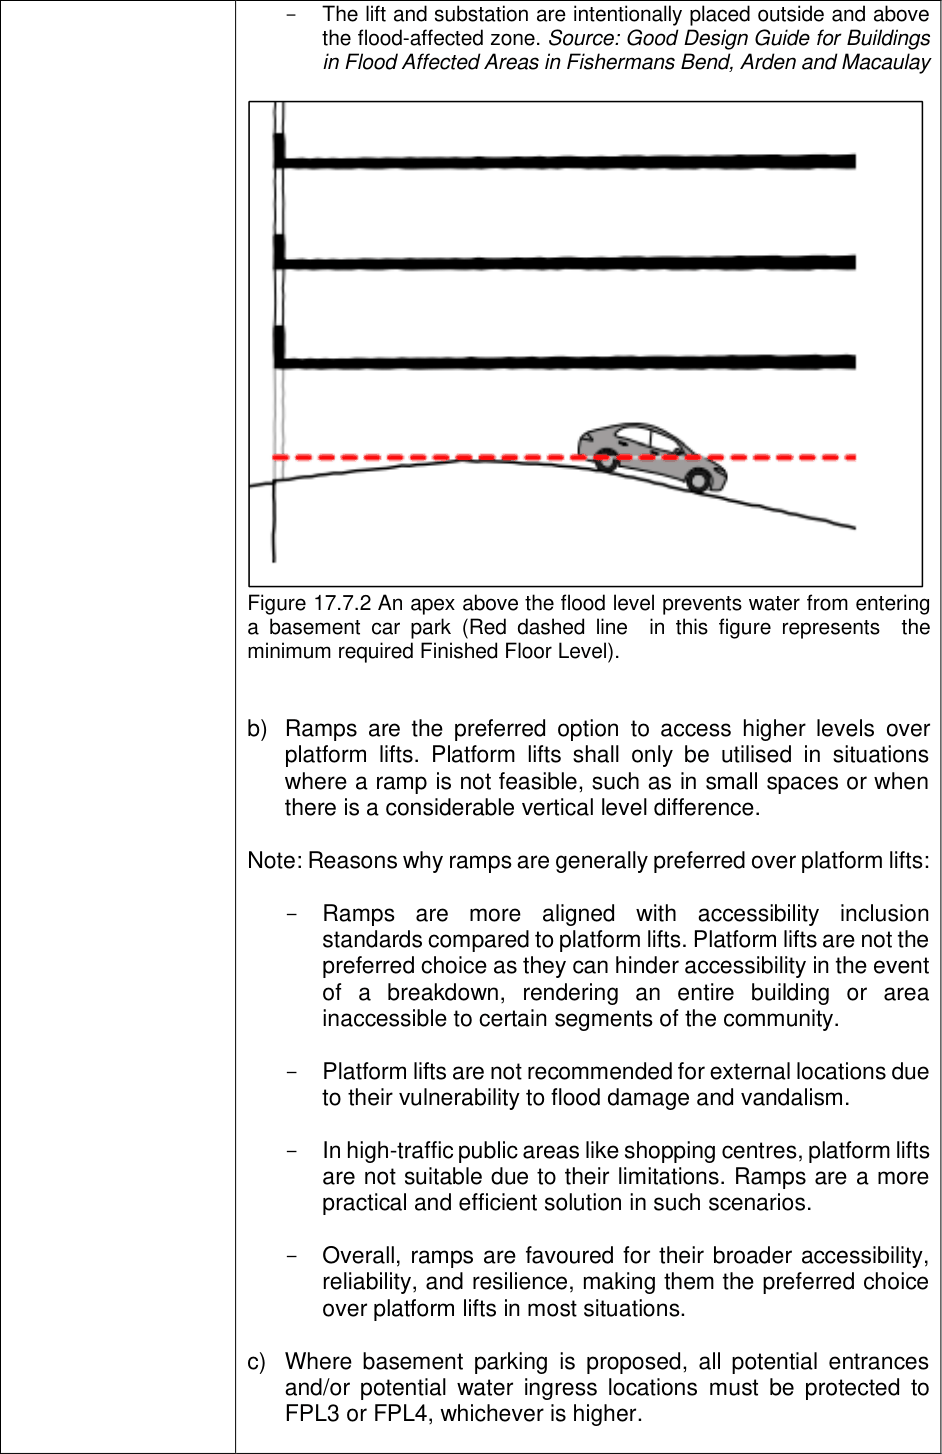 - The lift and substation are intentionally placed outside and above
the flood-affected zone. Source: Good Design Guide for Buildings
in Flood Affected Areas in Fishermans Bend, Arden and Macaulay
Figure 17.7.2 An apex above the flood level prevents water from entering
a basement car park (Red dashed line in this figure represents the
minimum required Finished Floor Level).
b) Ramps are the preferred option to access higher levels over
platform lifts. Platform lifts shall only be utilised in situations
where a ramp is not feasible, such as in small spaces or when
there is a considerable vertical level difference.
Note: Reasons why ramps are generally preferred over platform lifts:
- Ramps are more aligned with accessibility inclusion
standards compared to platform lifts. Platform lifts are not the
preferred choice as they can hinder accessibility in the event
of a breakdown, rendering an entire building or area
inaccessible to certain segments of the community.
- Platform lifts are not recommended for external locations due
to their vulnerability to flood damage and vandalism.
- In high-traffic public areas like shopping centres, platform lifts
are not suitable due to their limitations. Ramps are a more
practical and efficient solution in such scenarios.
- Overall, ramps are favoured for their broader accessibility,
reliability, and resilience, making them the preferred choice
over platform lifts in most situations.
c) Where basement parking is proposed, all potential entrances
and/or potential water ingress locations must be protected to
FPL3 or FPL4, whichever is higher.